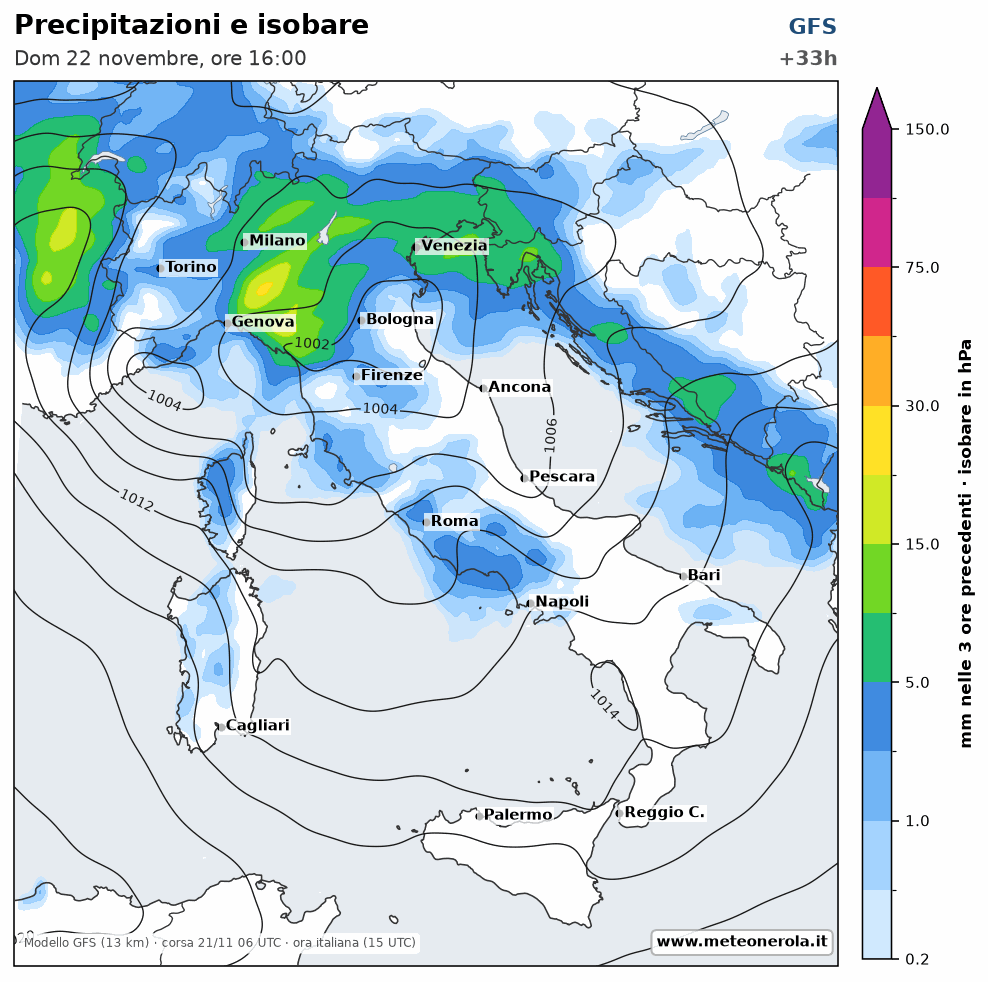 Precipitazioni e isobare
GFS
Dom 22 novembre, ore 16:00
+33h
150.0
75.0
30.0
15.0
5.0
1.0
0.2
mm nelle 3 ore precedenti · isobare in hPa
Milano
Venezia
Torino
Genova
Bologna
1002
Firenze
Ancona
1004
1004
1006
Pescara
1012
Roma
Bari
Napoli
1014
Cagliari
Palermo
Reggio C.
Modello GFS (13 km) · corsa 21/11 06 UTC · ora italiana (15 UTC)
www.meteonerola.it